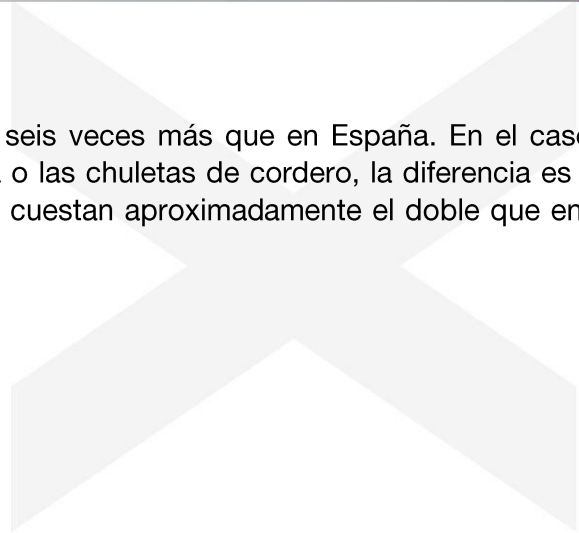 seis veces más que en España. En el caso
o las chuletas de cordero, la diferencia es
cuestan aproximadamente el doble que en